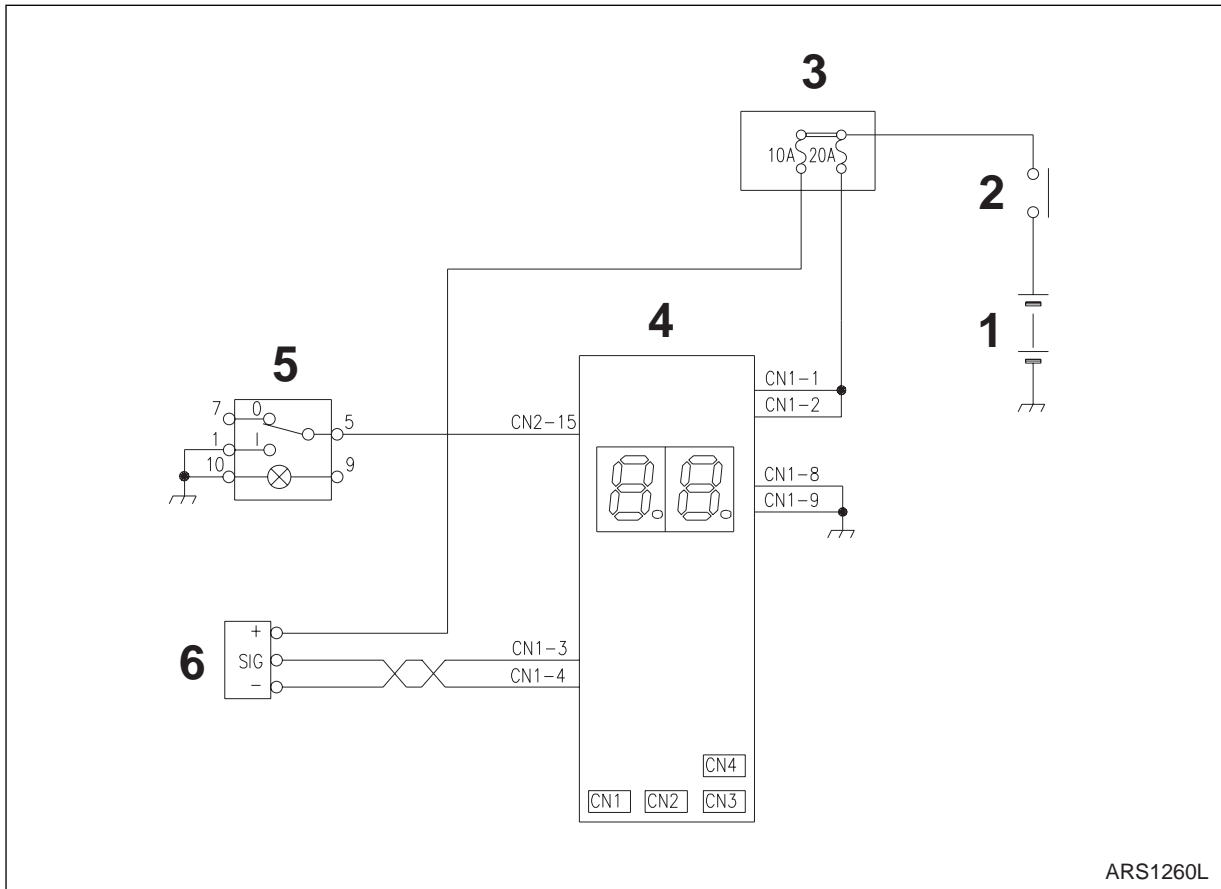 3
10A 20A
2
4
1
5
CN1-1
7 0 5
CN1-2
CN2-15
1 I
10 9
CN1-8
CN1-9
+
CN1-3
6 SIG
CN1-4
-
CN4
CN1 CN2 CN3
ARS1260L